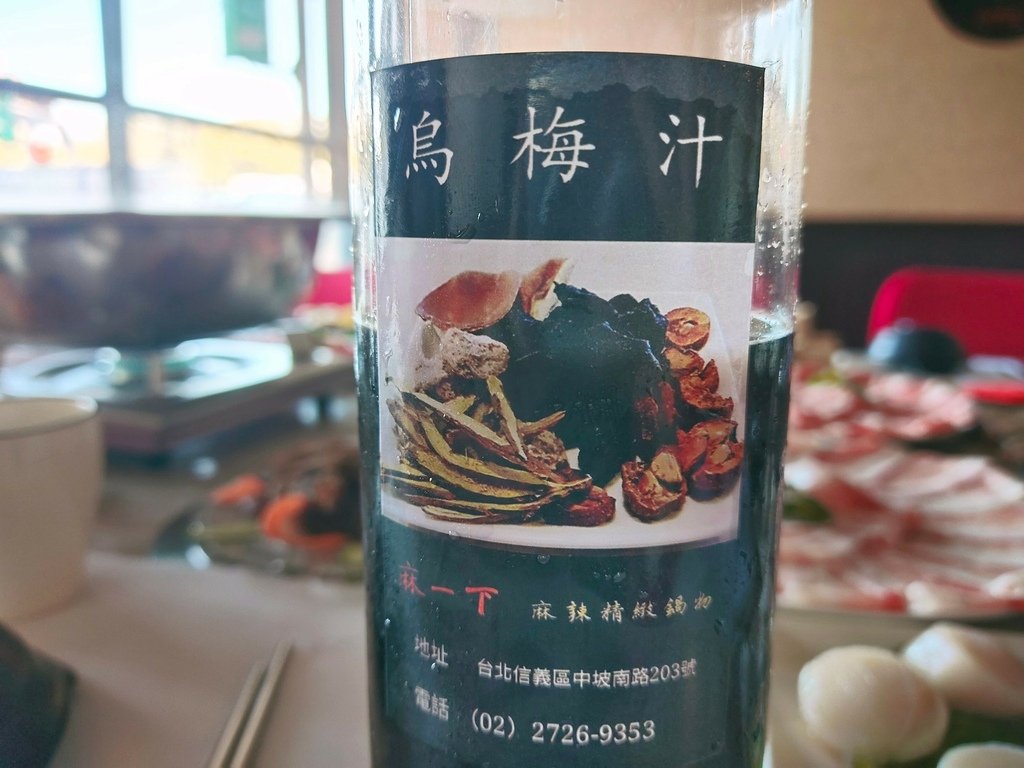 烏梅汁
麻一下 麻辣精緻鍋物
地址 台北信義區中坡南路203號
電話 (02) 2726-9353